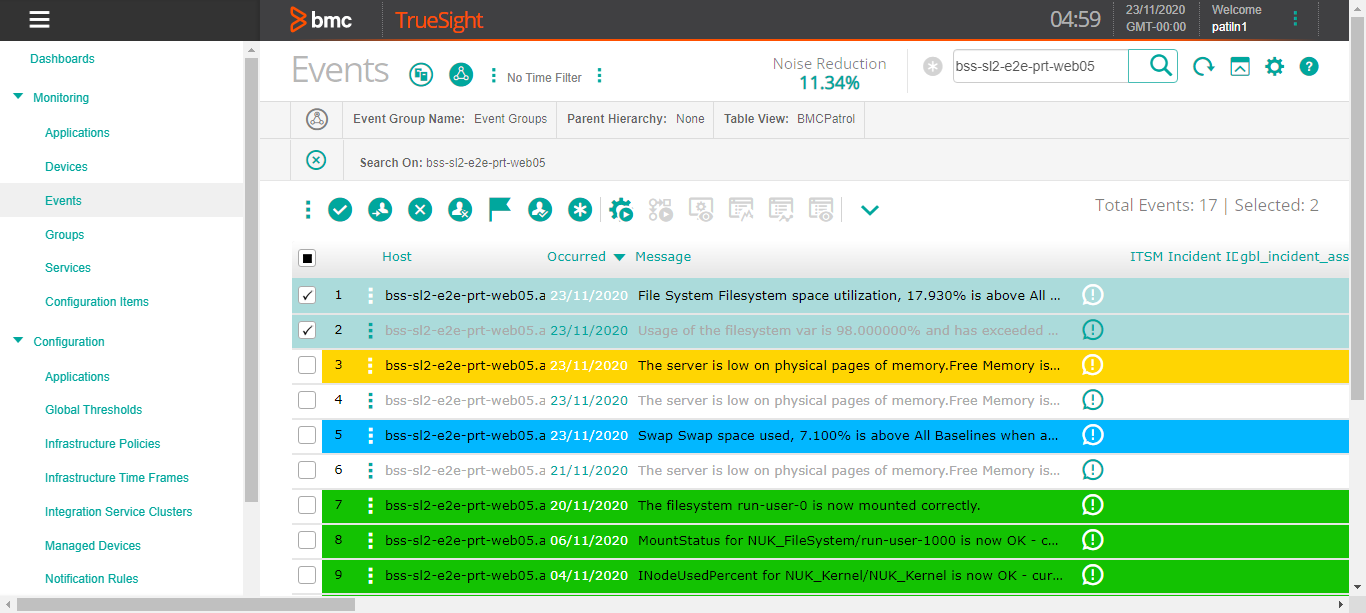 bmc
TrueSight
04:59
23/11/2020
GMT-00:00
Welcome
patiln1
Dashboards
Monitoring
Applications
Devices
Events
Groups
Services
Configuration Items
Configuration
Applications
Global Thresholds
Infrastructure Policies
Infrastructure Time Frames
Integration Service Clusters
Managed Devices
Notification Rules
Events
No Time Filter
Noise Reduction
11.34%
bss-sl2-e2e-prt-web05
Event Group Name: Event Groups Parent Hierarchy: None Table View: BMCPatrol
Search On: bss-sl2-e2e-prt-web05
Total Events: 17 | Selected: 2
Host Occurred Message ITSM Incident ID gbl_incident_ass
1 bss-sl2-e2e-prt-web05.a 23/11/2020 File System Filesystem space utilization, 17.930% is above All ...
2 bss-sl2-e2e-prt-web05.a 23/11/2020 Usage of the filesystem var is 98.000000% and has exceeded ...
3 bss-sl2-e2e-prt-web05.a 23/11/2020 The server is low on physical pages of memory.Free Memory is...
4 bss-sl2-e2e-prt-web05.a 23/11/2020 The server is low on physical pages of memory.Free Memory is...
5 bss-sl2-e2e-prt-web05.a 23/11/2020 Swap Swap space used, 7.100% is above All Baselines when a...
6 bss-sl2-e2e-prt-web05.a 21/11/2020 The server is low on physical pages of memory.Free Memory is...
7 bss-sl2-e2e-prt-web05.a 20/11/2020 The filesystem run-user-0 is now mounted correctly.
8 bss-sl2-e2e-prt-web05.a 06/11/2020 MountStatus for NUK_FileSystem/run-user-1000 is now OK - c...
9 bss-sl2-e2e-prt-web05.a 04/11/2020 INodeUsedPercent for NUK_Kernel/NUK_Kernel is now OK - cur...